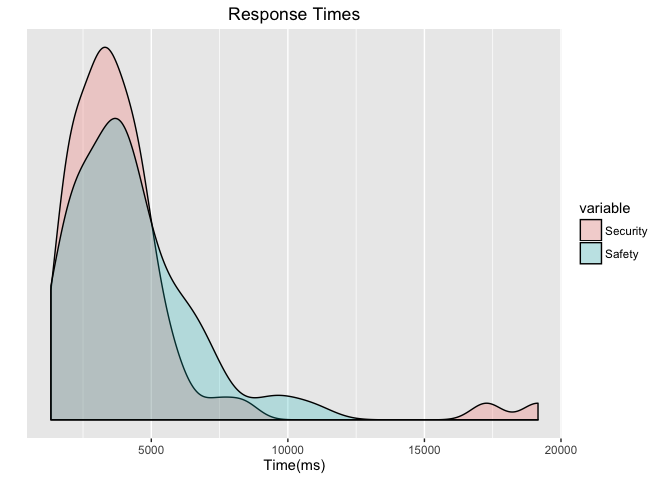 Response Times
variable
Security
Safety
5000 10000 15000 20000
Time(ms)